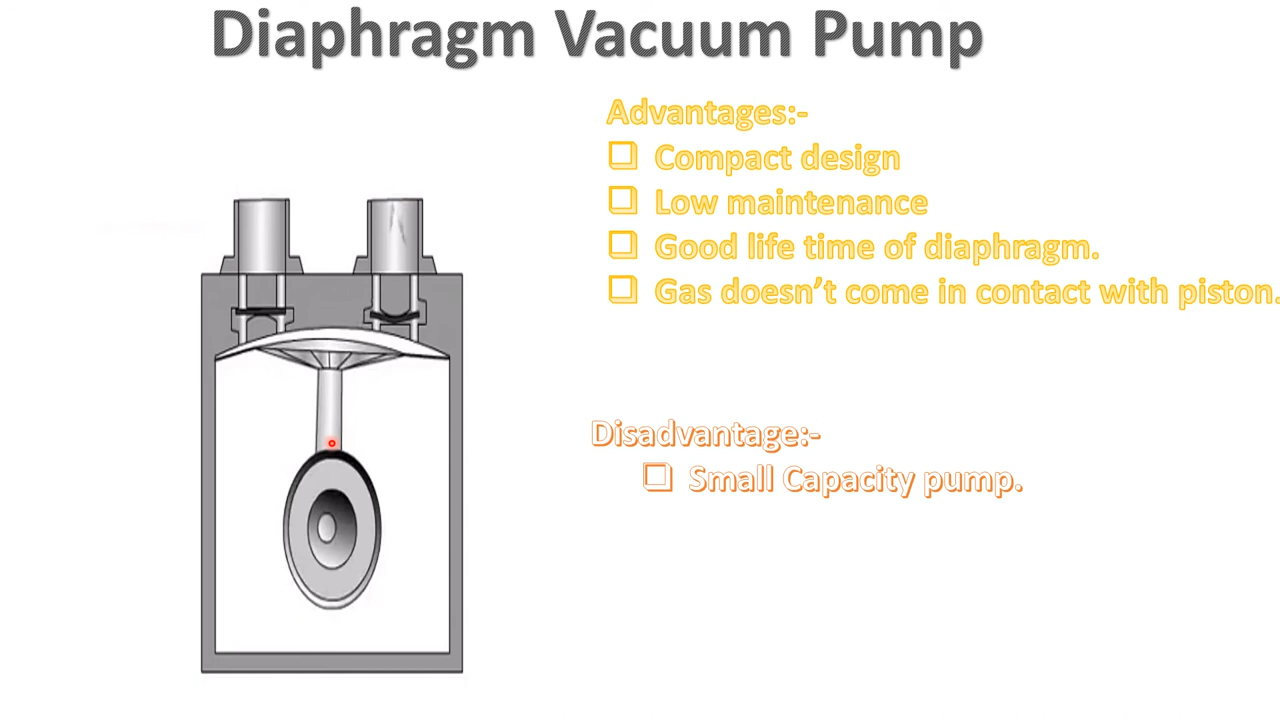 Diaphragm Vacuum Pump
Advantages:-
❑ Compact design
❑ Low maintenance
❑ Good life time of diaphragm.
❑ Gas doesn’t come in contact with piston.
Disadvantage:-
❑ Small Capacity pump.